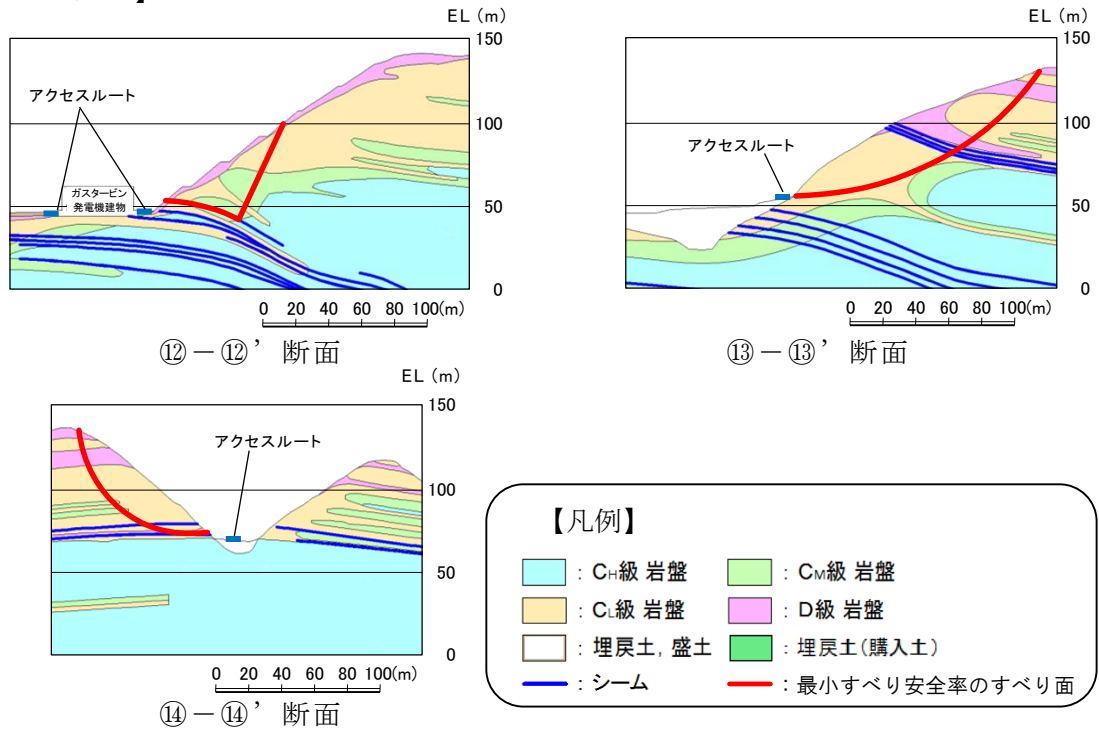 】
EL (m)
150
アクセスルート
100
ガスタービン
発電機建物
50
0
0 20 40 60 80 100(m)
⑫－⑫’断面
EL (m)
150
100
アクセスルート
50
0
0 20 40 60 80 100(m)
⑬－⑬’断面
EL (m)
150
アクセスルート
100
50
0
0 20 40 60 80 100(m)
⑭－⑭’断面
【凡例】
：CH級 岩盤
：CM級 岩盤
：CL級 岩盤
：D級 岩盤
：埋戻土，盛土
：埋戻土(購入土)
：シーム
：最小すべり安全率のすべり面